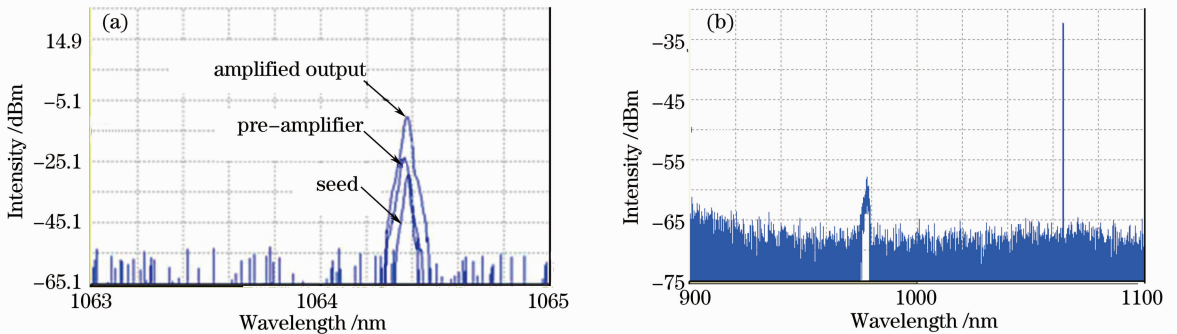 (a)
14.9
−5.1
−25.1
−45.1
−65.1
Intensity /dBm
amplified output
pre−amplifier
seed
1063
1064
1065
Wavelength /nm
(b)
−35
−45
−55
−65
−75
Intensity /dBm
900
1000
1100
Wavelength /nm